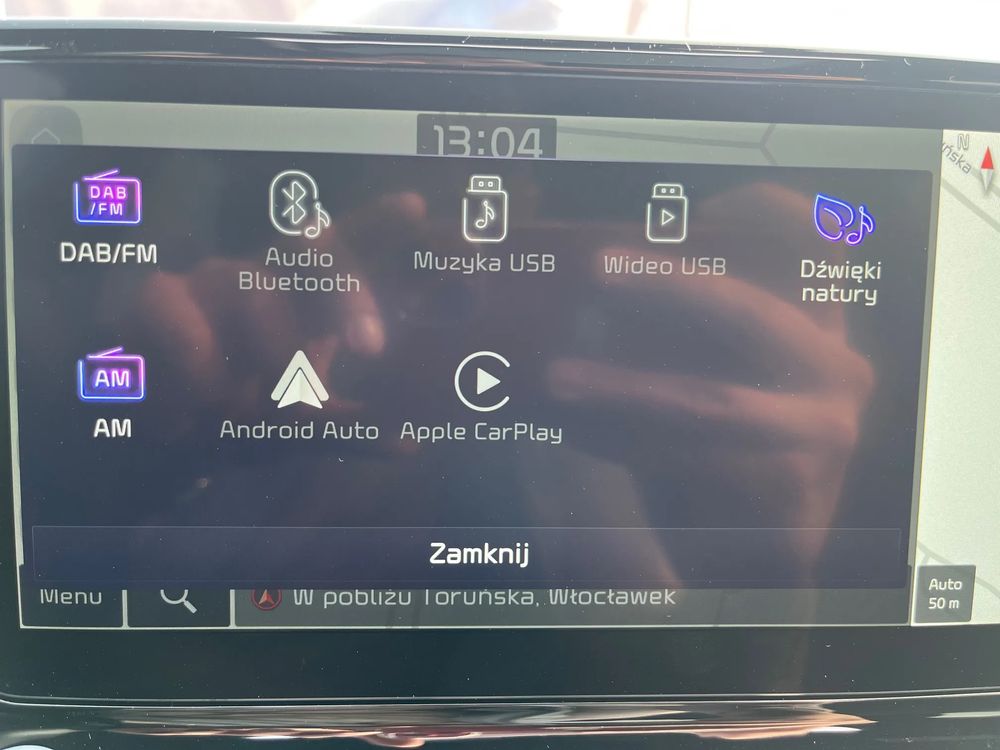 13:04
N
ińska
DAB
/FM
DAB/FM
Audio
Bluetooth
Muzyka USB
Wideo USB
Dźwięki
natury
AM
AM
Android Auto
Apple CarPlay
Zamknij
Menu
W pobliżu Toruńska, Włocławek
Auto
50 m